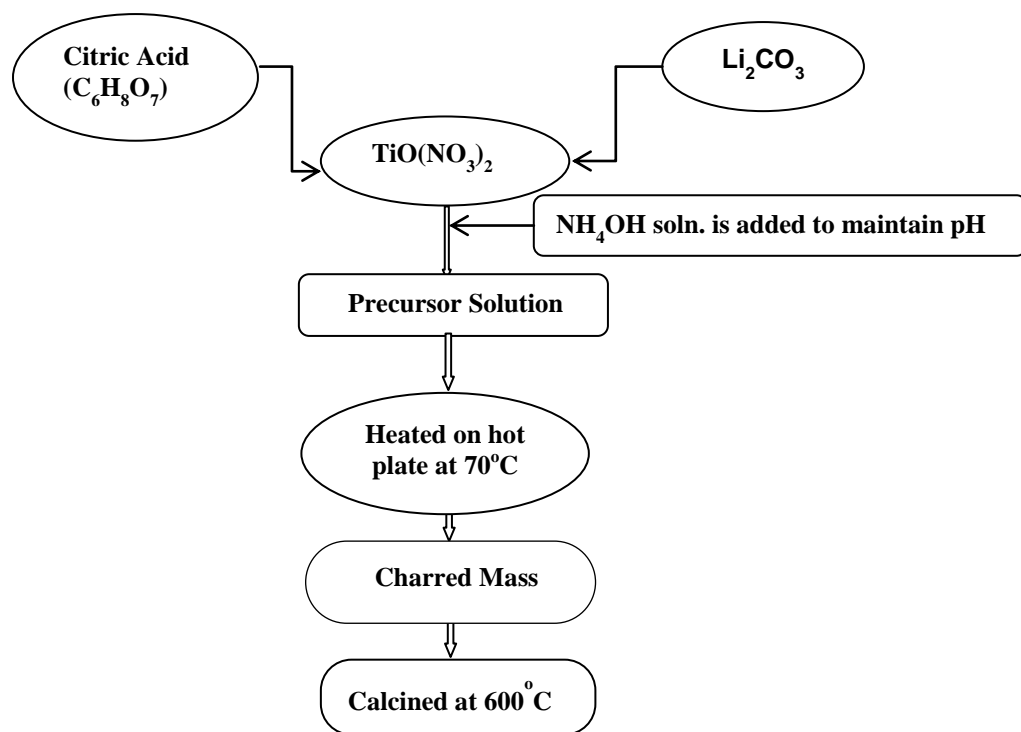 Citric Acid
(C₆H₈O₇)
Li₂CO₃
TiO(NO₃)₂
NH₄OH soln. is added to maintain pH
Precursor Solution
Heated on hot
plate at 70°C
Charred Mass
Calcined at 600°C